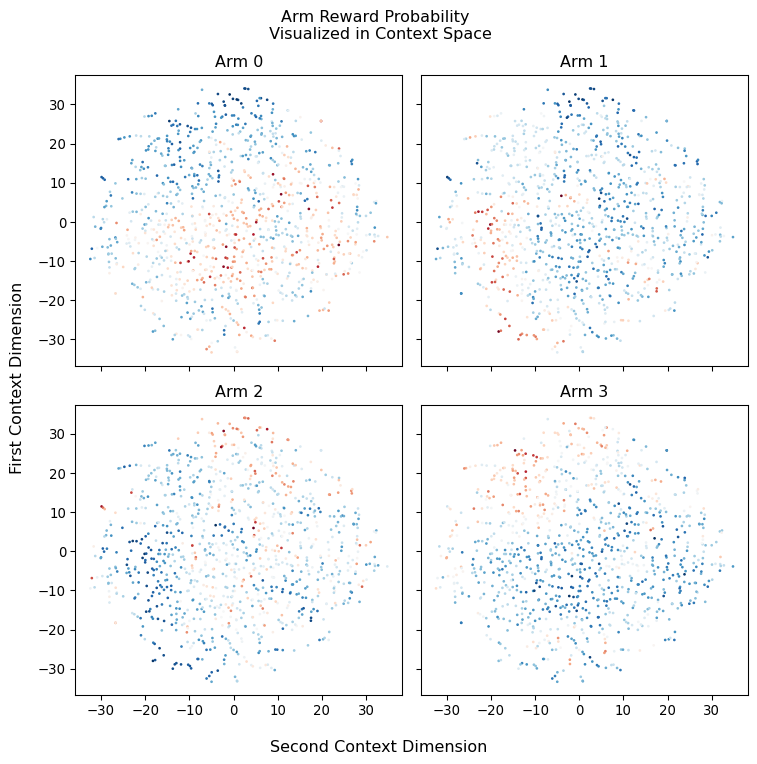 Arm Reward Probability
Visualized in Context Space
Arm 0
Arm 1
30
20
10
0
−10
−20
−30
First Context Dimension
Arm 2
Arm 3
30
20
10
0
−10
−20
−30
−30 −20 −10 0 10 20 30
−30 −20 −10 0 10 20 30
Second Context Dimension